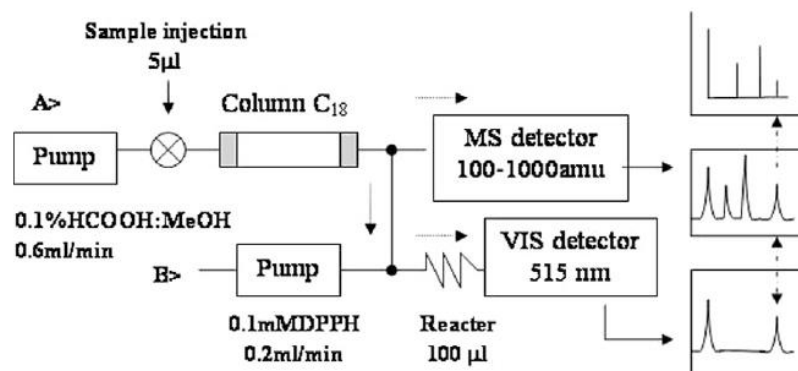 Sample injection
5µl
A>
Column C18
Pump
MS detector
100-1000amu
0.1%HCOOH:MeOH
0.6ml/min
B>
Pump
VIS detector
515 nm
0.1mMDPPH
0.2ml/min
Reacter
100 µl